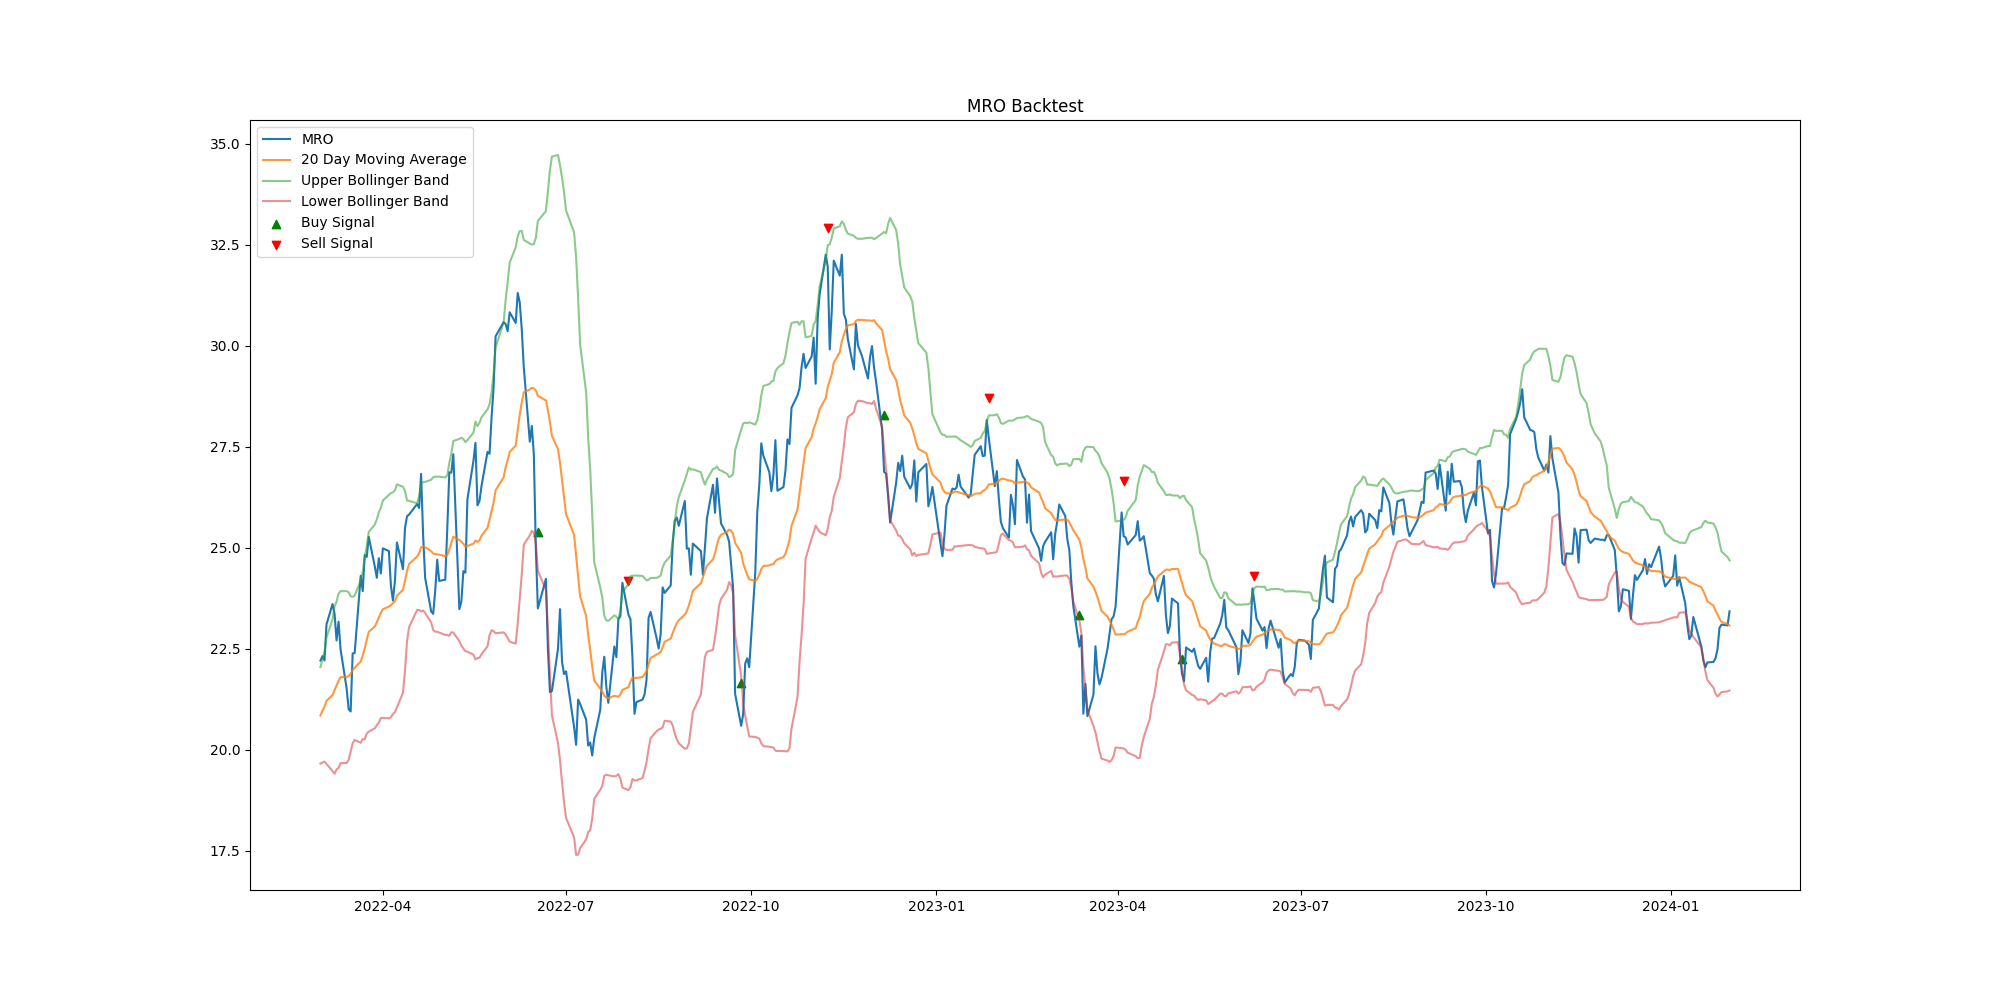 MRO Backtest
MRO
20 Day Moving Average
Upper Bollinger Band
Lower Bollinger Band
Buy Signal
Sell Signal
35.0
32.5
30.0
27.5
25.0
22.5
20.0
17.5
2022-04 2022-07 2022-10 2023-01 2023-04 2023-07 2023-10 2024-01